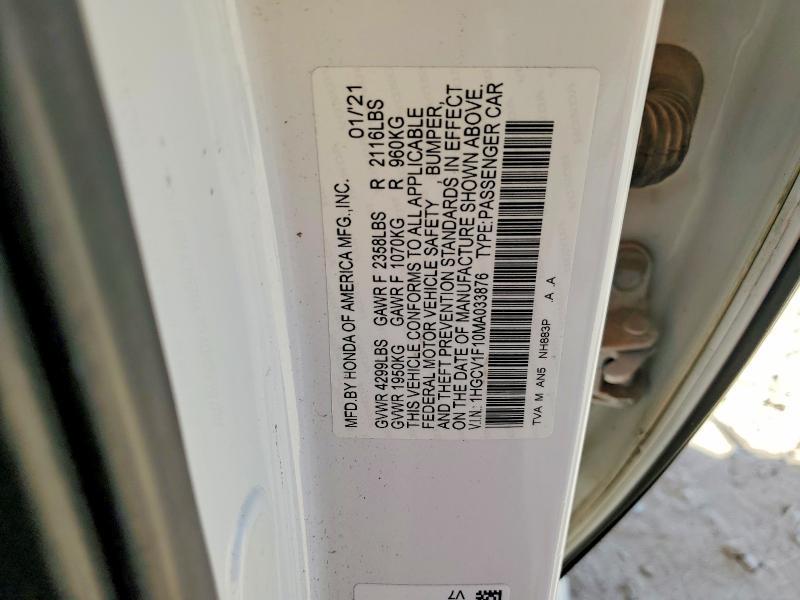 MFD.BY HONDA OF AMERICA MFG.,INC. 01/'21
GVWR 4299LBS GAWR F 2358LBS R 2116LBS
GVWR 1950KG GAWR F 1070KG R 960KG
THIS VEHICLE CONFORMS TO ALL APPLICABLE
FEDERAL MOTOR VEHICLE SAFETY BUMPER,
AND THEFT PREVENTION STANDARDS IN EFFECT
ON THE DATE OF MANUFACTURE SHOWN ABOVE.
V.I.N.: 1HGCV1F10MA033876 TYPE:PASSENGER CAR
TVA M AN5 NH883P A A